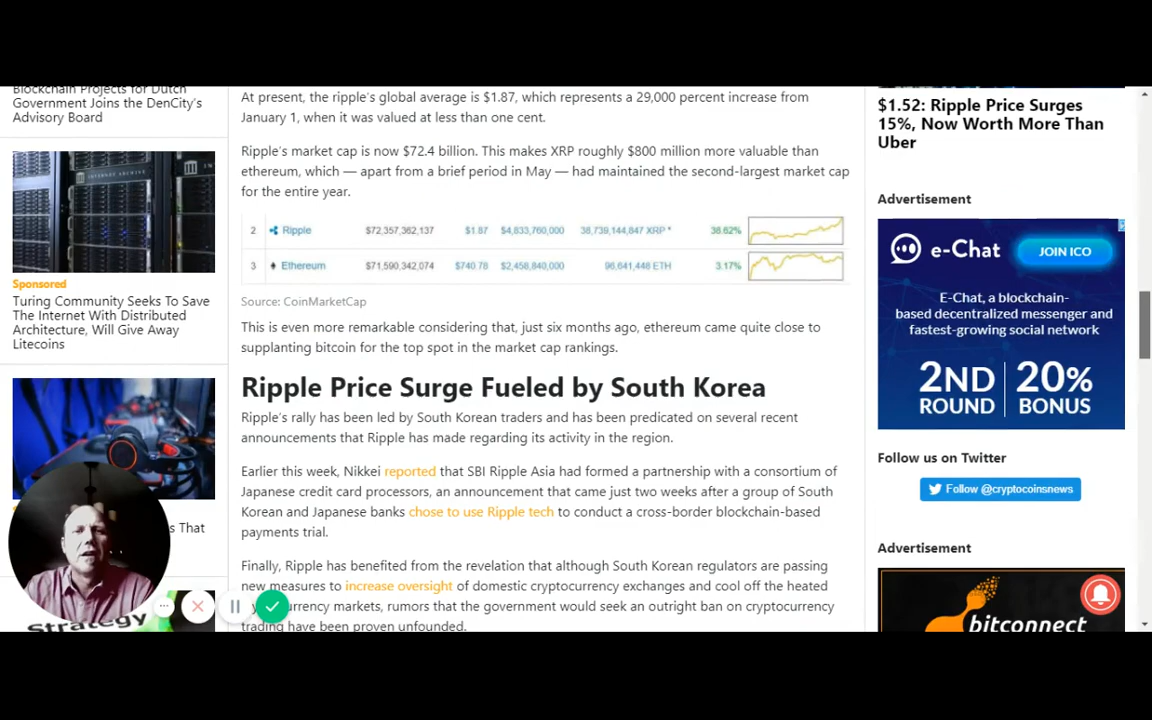 Blockchain Projects for Dutch
Government Joins the DenCity's
Advisory Board
INTERNET ARCHIVE
Sponsored
Turing Community Seeks To Save
The Internet With Distributed
Architecture, Will Give Away
Litecoins
s That
Strategy
At present, the ripple's global average is $1.87, which represents a 29,000 percent increase from
January 1, when it was valued at less than one cent.
Ripple's market cap is now $72.4 billion. This makes XRP roughly $800 million more valuable than
ethereum, which — apart from a brief period in May — had maintained the second-largest market cap
for the entire year.
2 Ripple $72,357,362,137 $1.87 $4,833,760,000 38,739,144,847 XRP * 38.62%
3 Ethereum $71,590,342,074 $740.78 $2,458,840,000 96,641,448 ETH 3.17%
Source: CoinMarketCap
This is even more remarkable considering that, just six months ago, ethereum came quite close to
supplanting bitcoin for the top spot in the market cap rankings.
Ripple Price Surge Fueled by South Korea
Ripple's rally has been led by South Korean traders and has been predicated on several recent
announcements that Ripple has made regarding its activity in the region.
Earlier this week, Nikkei reported that SBI Ripple Asia had formed a partnership with a consortium of
Japanese credit card processors, an announcement that came just two weeks after a group of South
Korean and Japanese banks chose to use Ripple tech to conduct a cross-border blockchain-based
payments trial.
Finally, Ripple has benefited from the revelation that although South Korean regulators are passing
new measures to increase oversight of domestic cryptocurrency exchanges and cool off the heated
urrency markets, rumors that the government would seek an outright ban on cryptocurrency
trading have been proven unfounded.
$1.52: Ripple Price Surges
15%, Now Worth More Than
Uber
Advertisement
e-Chat JOIN ICO
E-Chat, a blockchain-
based decentralized messenger and
fastest-growing social network
2ND 20%
ROUND BONUS
Follow us on Twitter
Follow @cryptocoinsnews
Advertisement
bitconnect